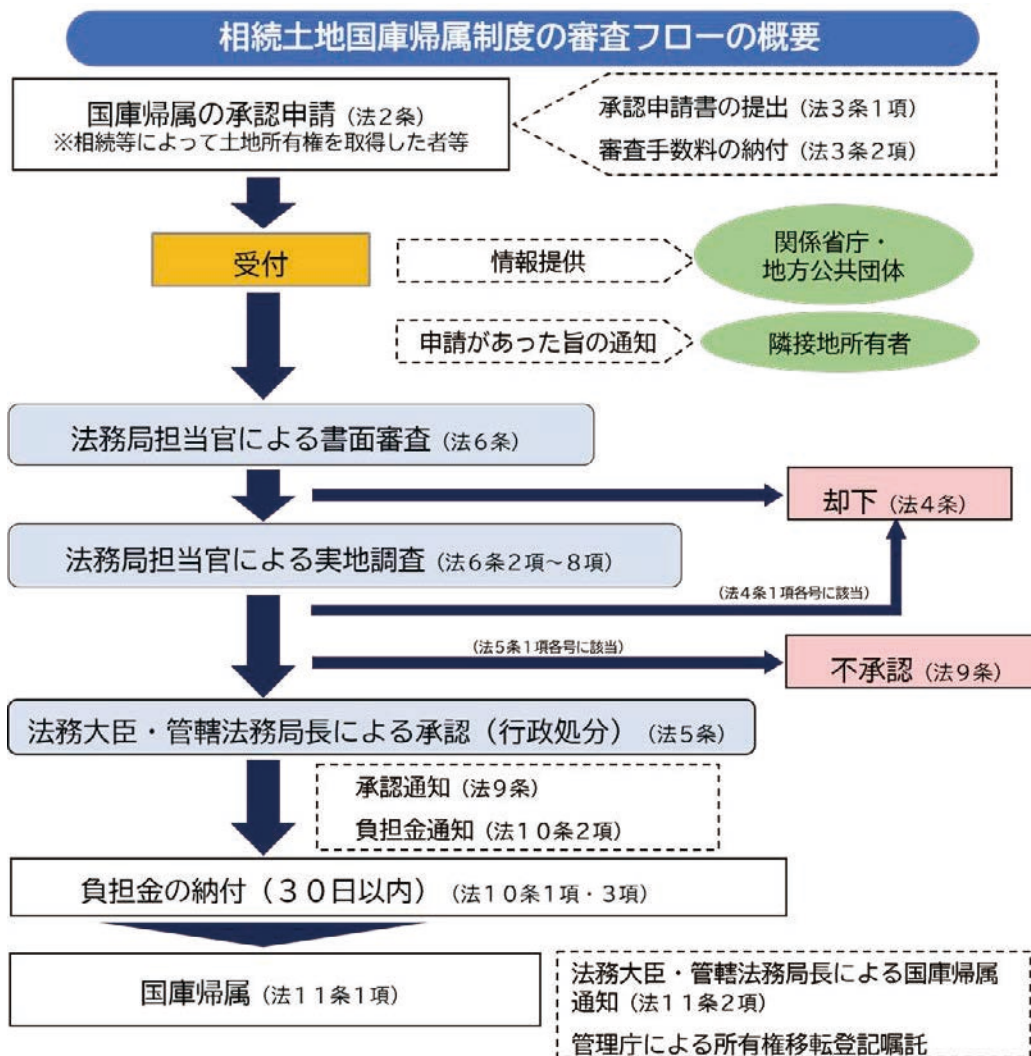 相続土地国庫帰属制度の審査フローの概要
国庫帰属の承認申請（法２条）
※相続等によって土地所有権を取得した者等
承認申請書の提出（法３条１項）
審査手数料の納付（法３条２項）
受付
情報提供
関係省庁・
地方公共団体
申請があった旨の通知
隣接地所有者
法務局担当官による書面審査（法６条）
却下（法４条）
法務局担当官による実地調査（法６条２項～８項）
（法４条１項各号に該当）
（法５条１項各号に該当）
不承認（法９条）
法務大臣・管轄法務局長による承認（行政処分）（法５条）
承認通知（法９条）
負担金通知（法１０条２項）
負担金の納付（３０日以内）（法１０条１項・３項）
国庫帰属（法１１条１項）
法務大臣・管轄法務局長による国庫帰属
通知（法１１条２項）
管理庁による所有権移転登記嘱託